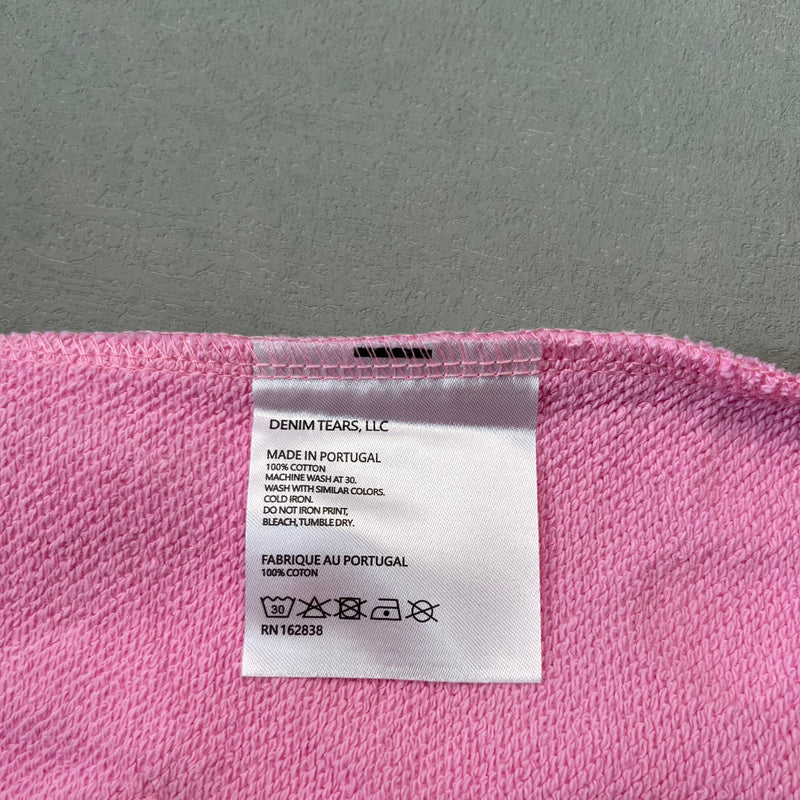 DENIM TEARS, LLC
MADE IN PORTUGAL
100% COTTON
MACHINE WASH AT 30.
WASH WITH SIMILAR COLORS.
COLD IRON.
DO NOT IRON PRINT,
BLEACH, TUMBLE DRY.
FABRIQUE AU PORTUGAL
100% COTON
30
RN 162838